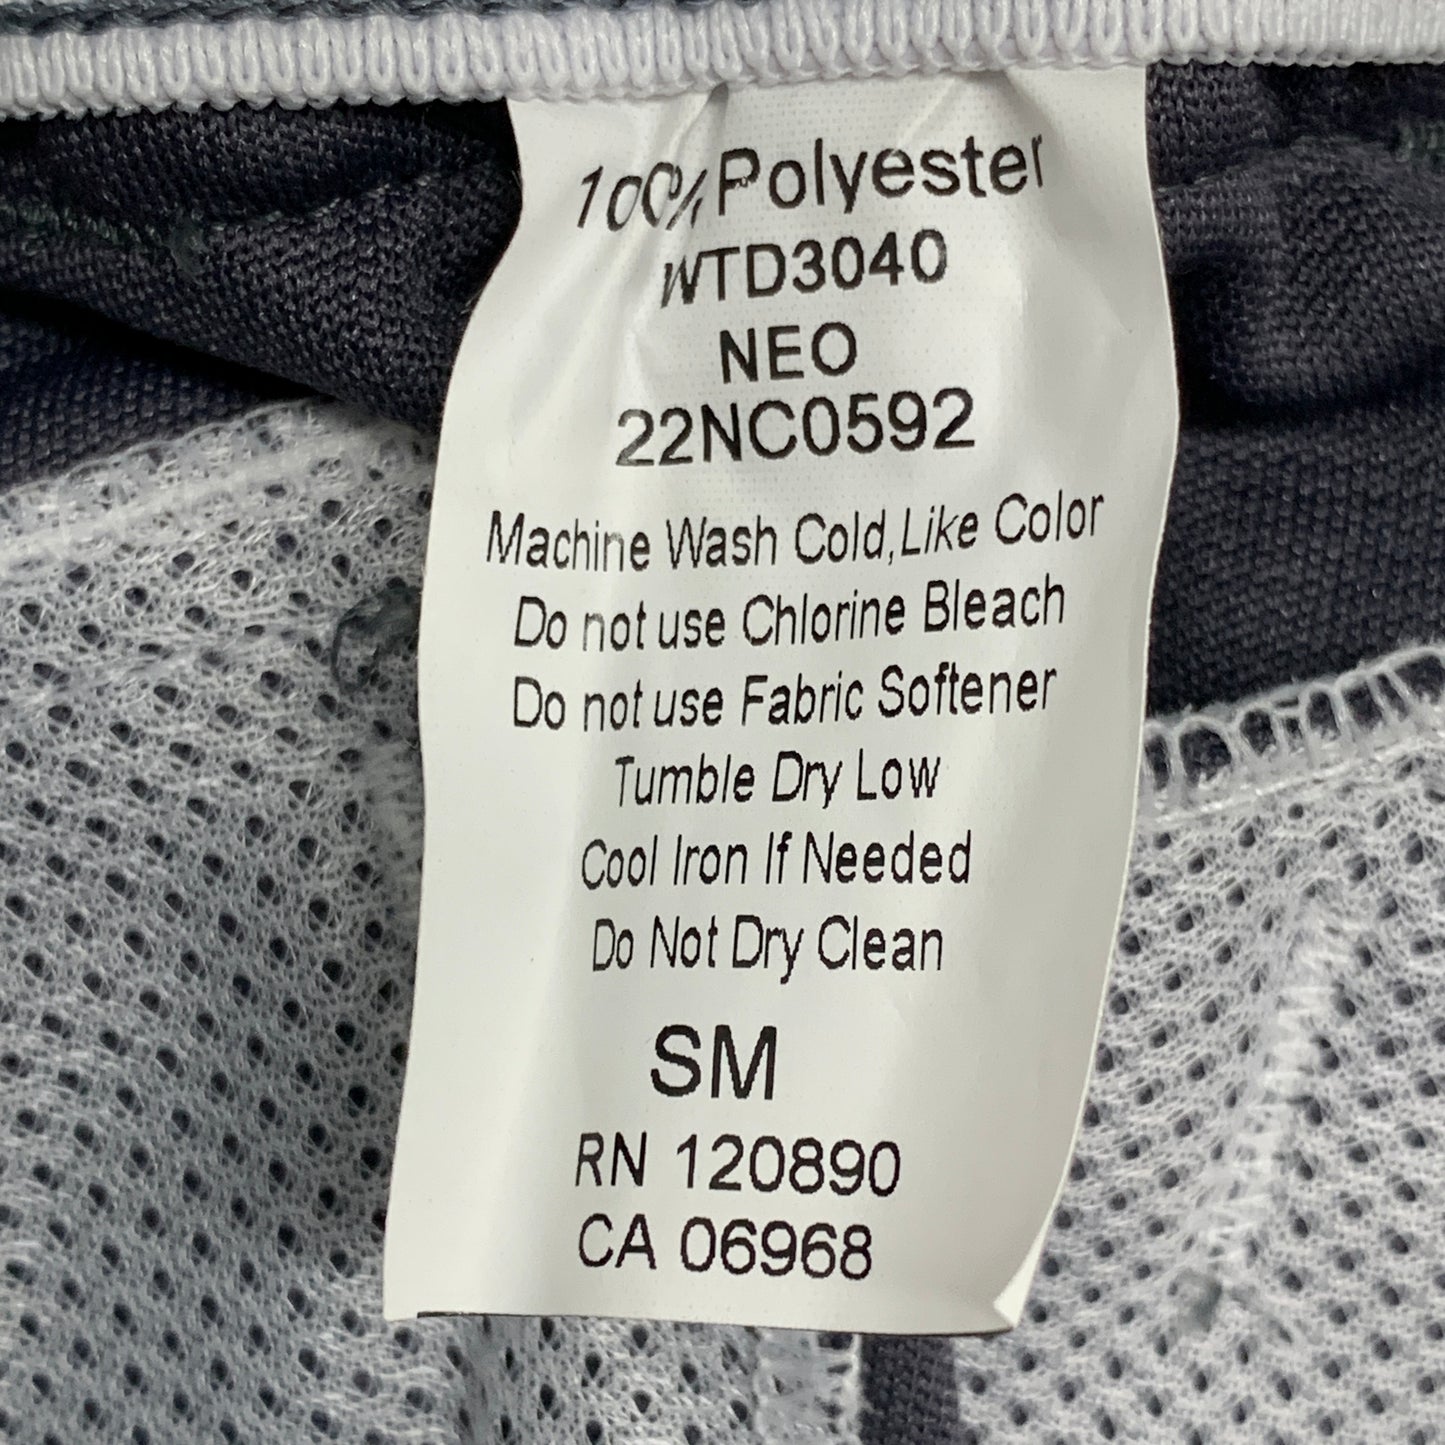 100% Polyester
WTD3040
NEO
22NC0592
Machine Wash Cold,Like Color
Do not use Chlorine Bleach
Do not use Fabric Softener
Tumble Dry Low
Cool Iron If Needed
Do Not Dry Clean
SM
RN 120890
CA 06968